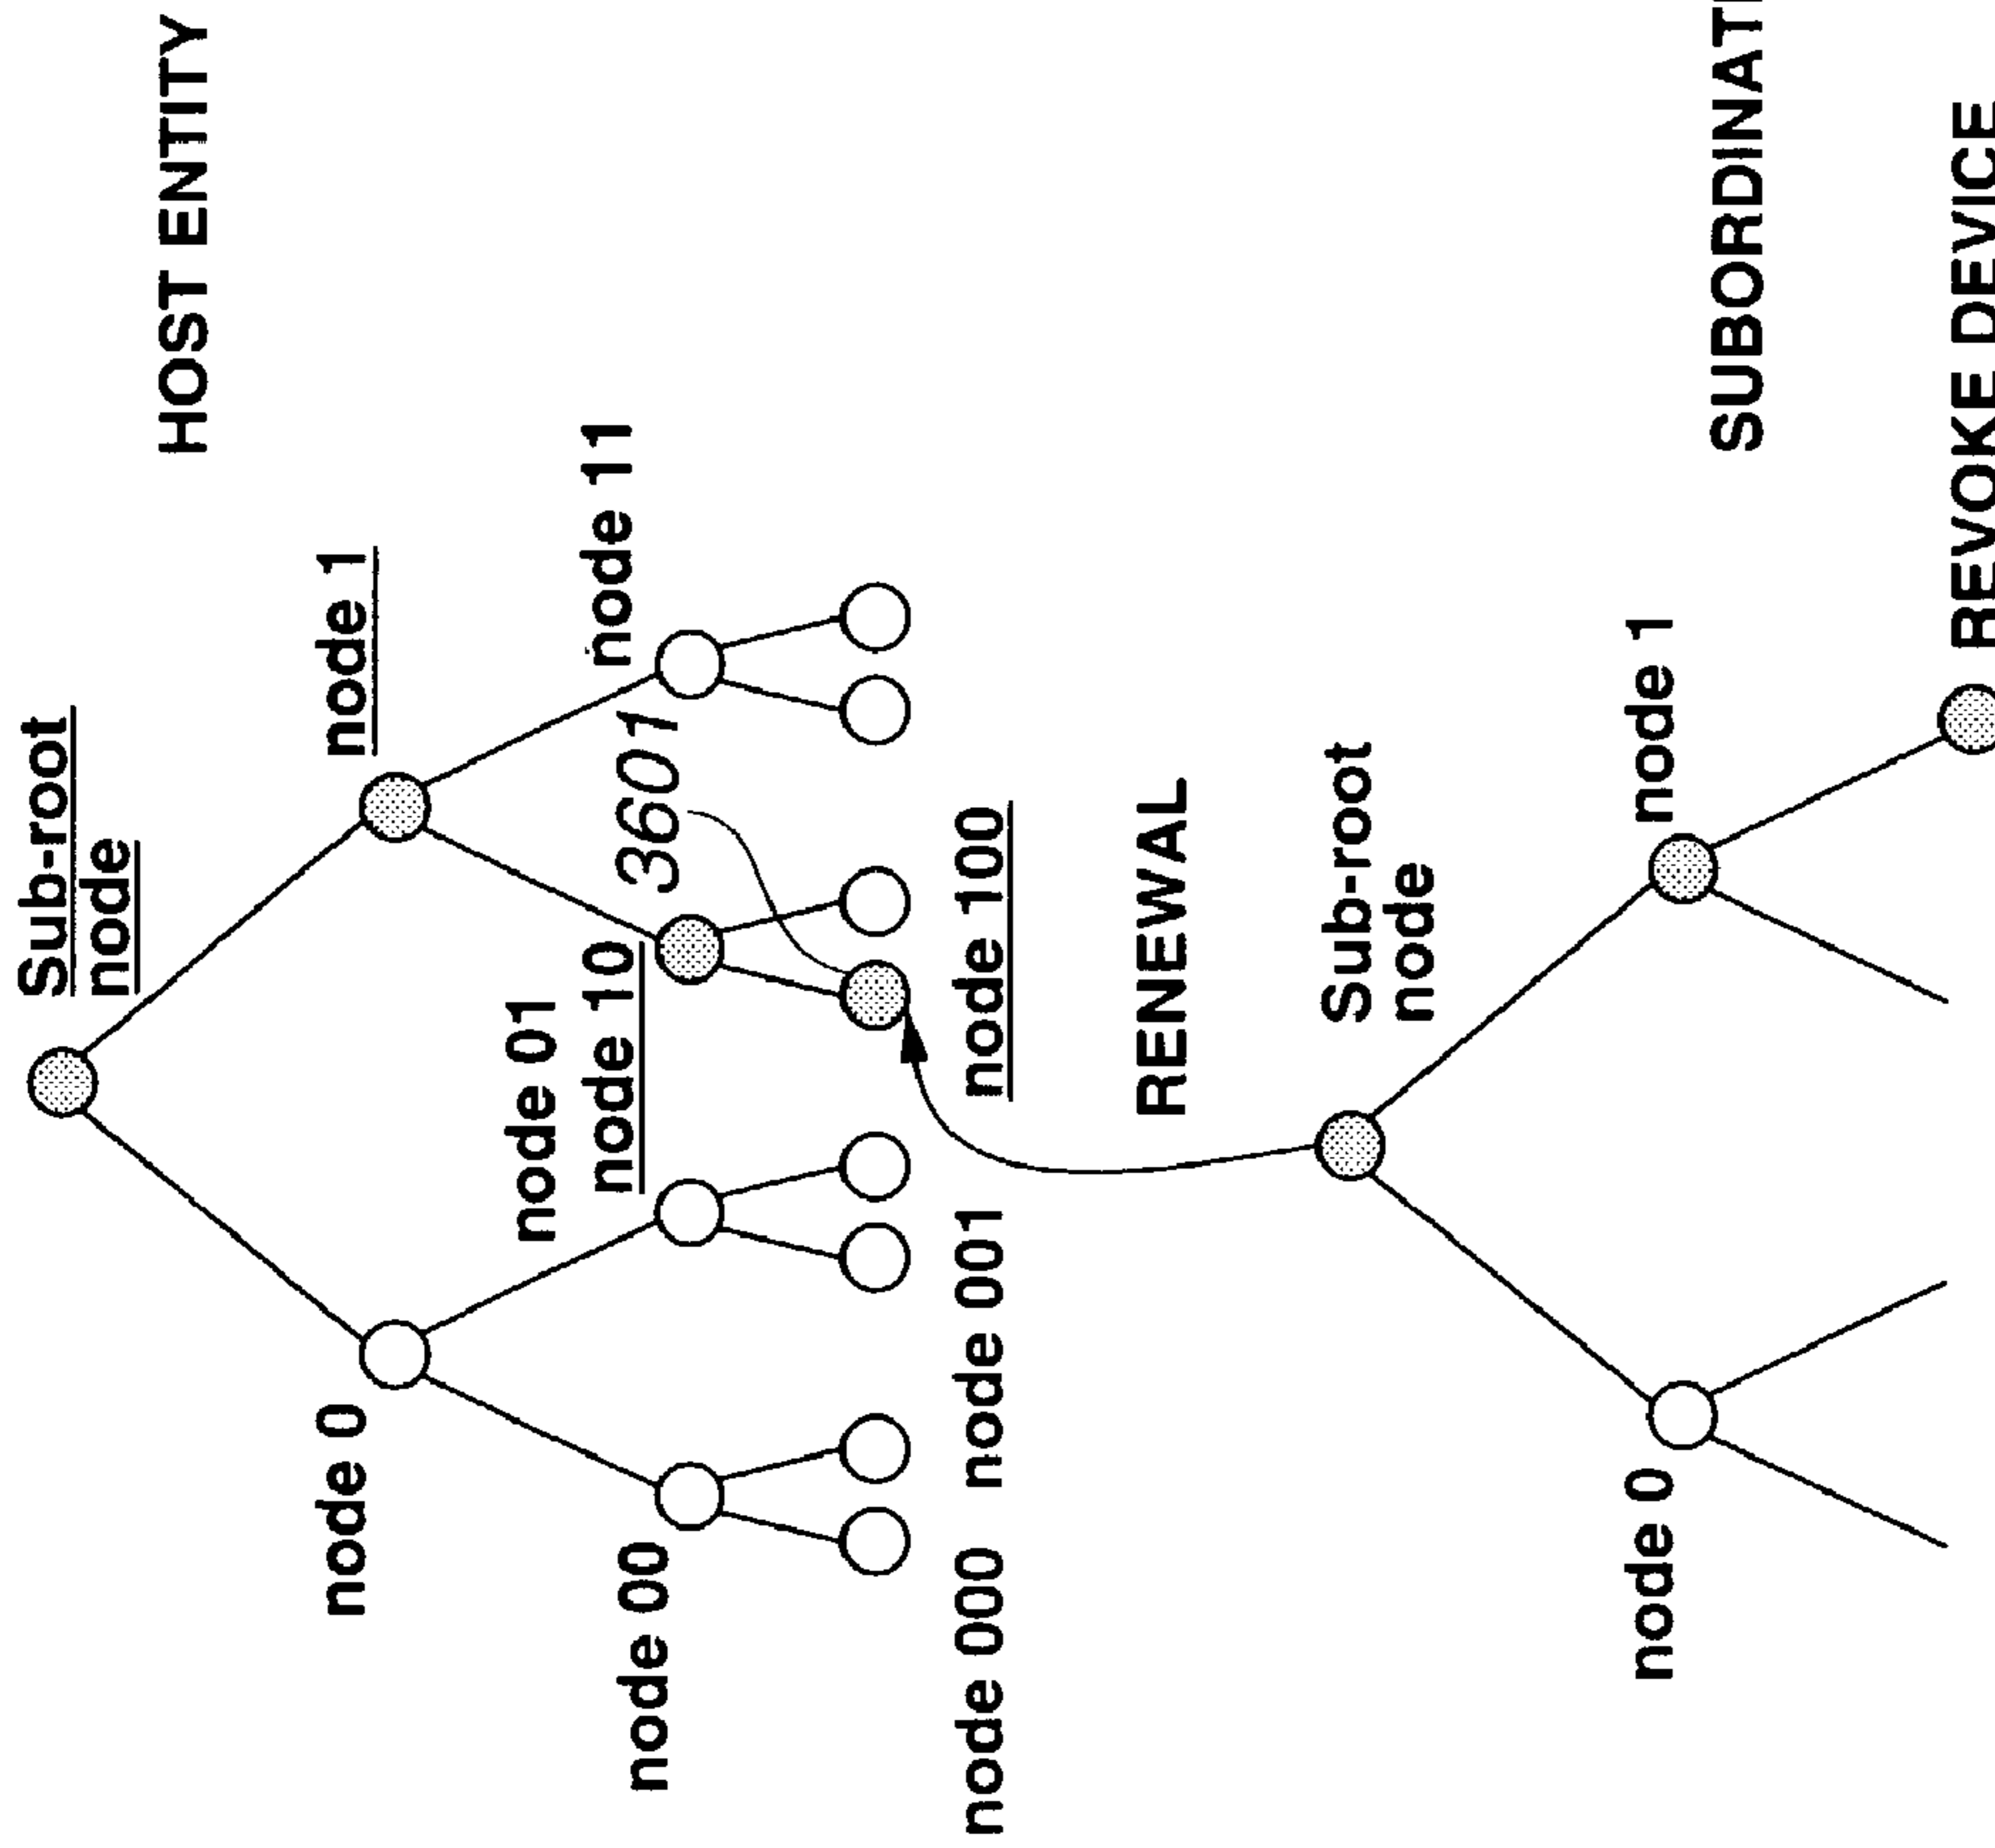 HOST ENTITY
Sub-root
node
node 0
node 1
node 00
node 01
node 10
node 11
3601
node 000
node 001
node 100
RENEWAL
Sub-root
node
node 0
node 1
SUBORDINAT
REVOKE DEVICE